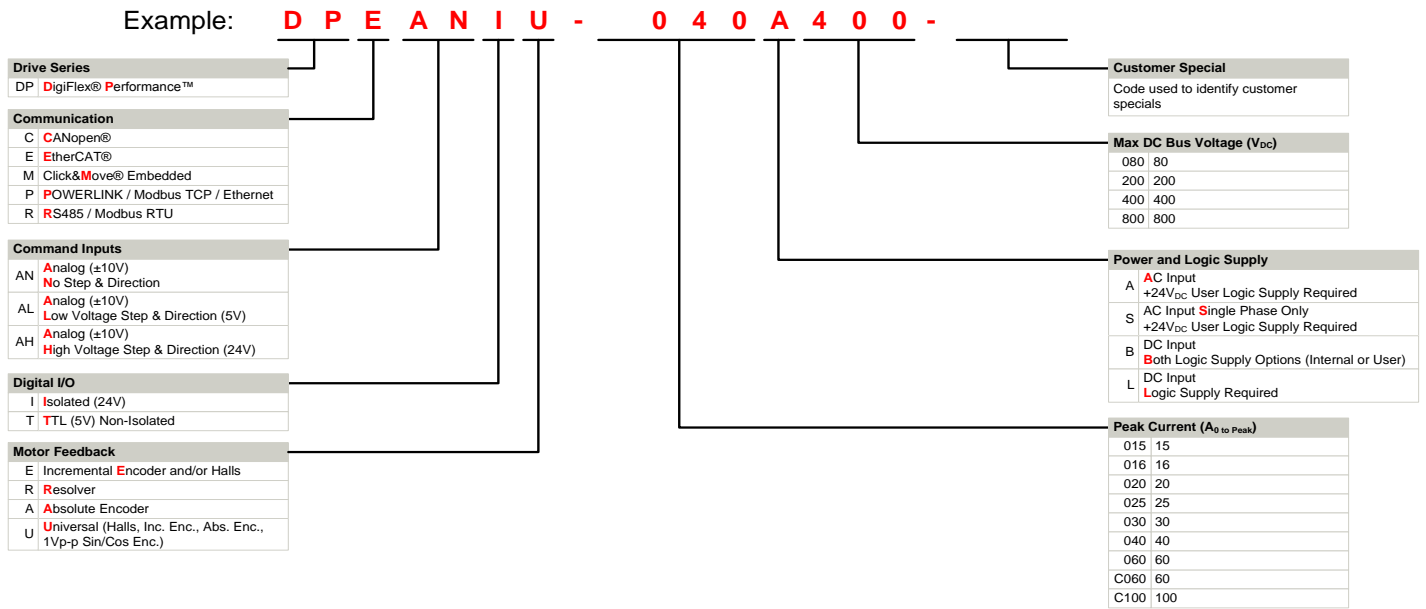 Example: D P E A N I U - 0 4 0 A 4 0 0 -
Drive Series
DP DigiFlex® Performance™
Communication
C CANopen®
E EtherCAT®
M Click&Move® Embedded
P POWERLINK / Modbus TCP / Ethernet
R RS485 / Modbus RTU
Command Inputs
AN Analog (±10V)
No Step & Direction
AL Analog (±10V)
Low Voltage Step & Direction (5V)
AH Analog (±10V)
High Voltage Step & Direction (24V)
Digital I/O
I Isolated (24V)
T TTL (5V) Non-Isolated
Motor Feedback
E Incremental Encoder and/or Halls
R Resolver
A Absolute Encoder
U Universal (Halls, Inc. Enc., Abs. Enc.,
1Vp-p Sin/Cos Enc.)
Customer Special
Code used to identify customer
specials
Max DC Bus Voltage (VDC)
080 80
200 200
400 400
800 800
Power and Logic Supply
A AC Input
+24VDC User Logic Supply Required
S AC Input Single Phase Only
+24VDC User Logic Supply Required
B DC Input
Both Logic Supply Options (Internal or User)
L DC Input
Logic Supply Required
Peak Current (A0 to Peak)
015 15
016 16
020 20
025 25
030 30
040 40
060 60
C060 60
C100 100